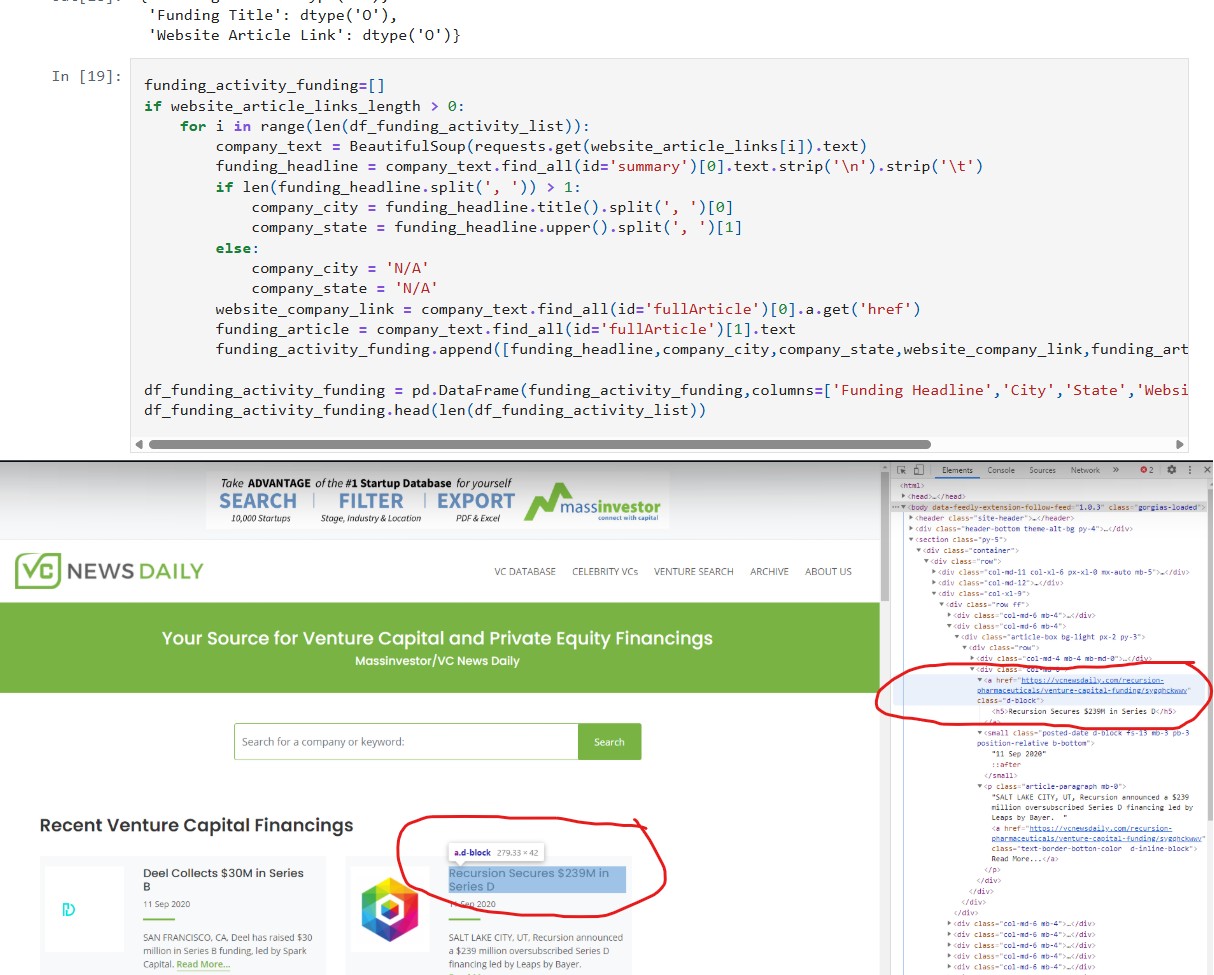 'Funding Title': dtype('O'),
'Website Article Link': dtype('O')}
In [19]:
funding_activity_funding=[]
if website_article_links_length > 0:
    for i in range(len(df_funding_activity_list)):
        company_text = BeautifulSoup(requests.get(website_article_links[i]).text)
        funding_headline = company_text.find_all(id='summary')[0].text.strip('\n').strip('\t')
        if len(funding_headline.split(', ')) > 1:
            company_city = funding_headline.title().split(', ')[0]
            company_state = funding_headline.upper().split(', ')[1]
        else:
            company_city = 'N/A'
            company_state = 'N/A'
        website_company_link = company_text.find_all(id='fullArticle')[0].a.get('href')
        funding_article = company_text.find_all(id='fullArticle')[1].text
        funding_activity_funding.append([funding_headline,company_city,company_state,website_company_link,funding_art
df_funding_activity_funding = pd.DataFrame(funding_activity_funding,columns=['Funding Headline','City','State','Websi
df_funding_activity_funding.head(len(df_funding_activity_list))
Take ADVANTAGE of the #1 Startup Database for yourself
SEARCH | FILTER | EXPORT
10,000 Startups Stage, Industry & Location PDF & Excel
massinvestor
connect with capital
VC NEWS DAILY
VC DATABASE CELEBRITY VCs VENTURE SEARCH ARCHIVE ABOUT US
Your Source for Venture Capital and Private Equity Financings
Massinvestor/VC News Daily
Search for a company or keyword:
Search
Recent Venture Capital Financings
Deel Collects $30M in Series
B
11 Sep 2020
SAN FRANCISCO, CA, Deel has raised $30
million in Series B funding, led by Spark
Capital. Read More...
a.d-block 279.33 × 42
Recursion Secures $239M in
Series D
11 Sep 2020
SALT LAKE CITY, UT, Recursion announced
a $239 million oversubscribed Series D
financing led by Leaps by Bayer.
Elements Console Sources Network » 2
<html>
<head>…</head>
<body data-feedly-extension-follow-feed="1.0.3" class="gorgias-loaded">
<header class="site-header">…</header>
<div class="header-bottom theme-alt-bg py-4">…</div>
<section class="py-5">
<div class="container">
<div class="row">
<div class="col-md-11 col-xl-6 px-xl-0 mx-auto mb-5">…</div>
<div class="col-md-12">…</div>
<div class="col-xl-9">
<div class="row ff">
<div class="col-md-6 mb-4">…</div>
<div class="col-md-6 mb-4">
<div class="article-box bg-light px-2 py-3">
<div class="row">
<div class="col-md-4 mb-4 mb-md-0">…</div>
<a href="https://vcnewsdaily.com/recursion-
pharmaceuticals/venture-capital-funding/sygqhckwwv"
class="d-block">
<h5>Recursion Secures $239M in Series D</h5>
</a>
<small class="posted-date d-block fs-13 mb-3 pb-3
position-relative b-bottom">
"11 Sep 2020"
::after
</small>
<p class="article-paragraph mb-0">
"SALT LAKE CITY, UT, Recursion announced a $239
million oversubscribed Series D financing led by
Leaps by Bayer. "
<a href="https://vcnewsdaily.com/recursion-
pharmaceuticals/venture-capital-funding/sygqhckwwv"
class="text-border-botton-color d-inline-block">
Read More...</a>
</p>
</div>
</div>
</div>
</div>
<div class="col-md-6 mb-4">…</div>
<div class="col-md-6 mb-4">…</div>
<div class="col-md-6 mb-4">…</div>
<div class="col-md-6 mb-4">…</div>
<div class="col-md-6 mb-4">…</div>